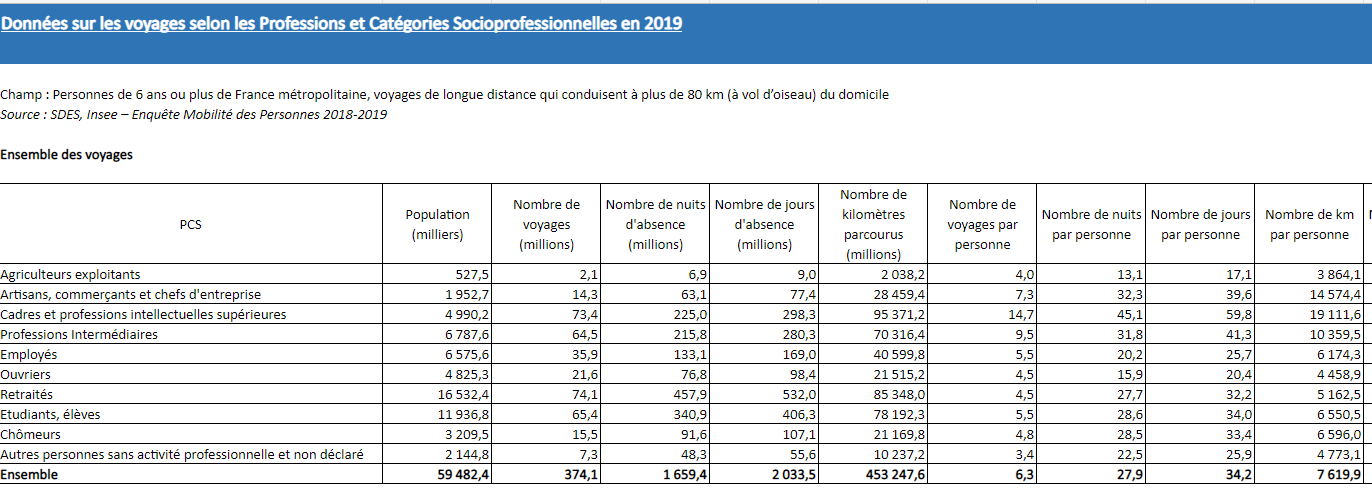 Données sur les voyages selon les Professions et Catégories Socioprofessionnelles en 2019
Champ : Personnes de 6 ans ou plus de France métropolitaine, voyages de longue distance qui conduisent à plus de 80 km (à vol d'oiseau) du domicile
Source : SDES, Insee – Enquête Mobilité des Personnes 2018-2019
Ensemble des voyages
PCS
Population
(milliers)
Nombre de
voyages
(millions)
Nombre de nuits
d'absence
(millions)
Nombre de jours
d'absence
(millions)
Nombre de
kilomètres
parcourus
(millions)
Nombre de
voyages par
personne
Nombre de nuits
par personne
Nombre de jours
par personne
Nombre de km
par personne
Agriculteurs exploitants 527,5 2,1 6,9 9,0 2 038,2 4,0 13,1 17,1 3 864,1
Artisans, commerçants et chefs d'entreprise 1 952,7 14,3 63,1 77,4 28 459,4 7,3 32,3 39,6 14 574,4
Cadres et professions intellectuelles supérieures 4 990,2 73,4 225,0 298,3 95 371,2 14,7 45,1 59,8 19 111,6
Professions Intermédiaires 6 787,6 64,5 215,8 280,3 70 316,4 9,5 31,8 41,3 10 359,5
Employés 6 575,6 35,9 133,1 169,0 40 599,8 5,5 20,2 25,7 6 174,3
Ouvriers 4 825,3 21,6 76,8 98,4 21 515,2 4,5 15,9 20,4 4 458,9
Retraités 16 532,4 74,1 457,9 532,0 85 348,0 4,5 27,7 32,2 5 162,5
Etudiants, élèves 11 936,8 65,4 340,9 406,3 78 192,3 5,5 28,6 34,0 6 550,5
Chômeurs 3 209,5 15,5 91,6 107,1 21 169,8 4,8 28,5 33,4 6 596,0
Autres personnes sans activité professionnelle et non déclaré 2 144,8 7,3 48,3 55,6 10 237,2 3,4 22,5 25,9 4 773,1
Ensemble 59 482,4 374,1 1 659,4 2 033,5 453 247,6 6,3 27,9 34,2 7 619,9